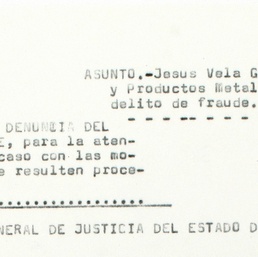 ASUNTO.-Jesus Vela G
y Productos Metal
delito de fraude.
DENUNCIA DEL
E, para la aten-
caso con las mo-
e resulten proce-
NERAL DE JUSTICIA DEL ESTADO D